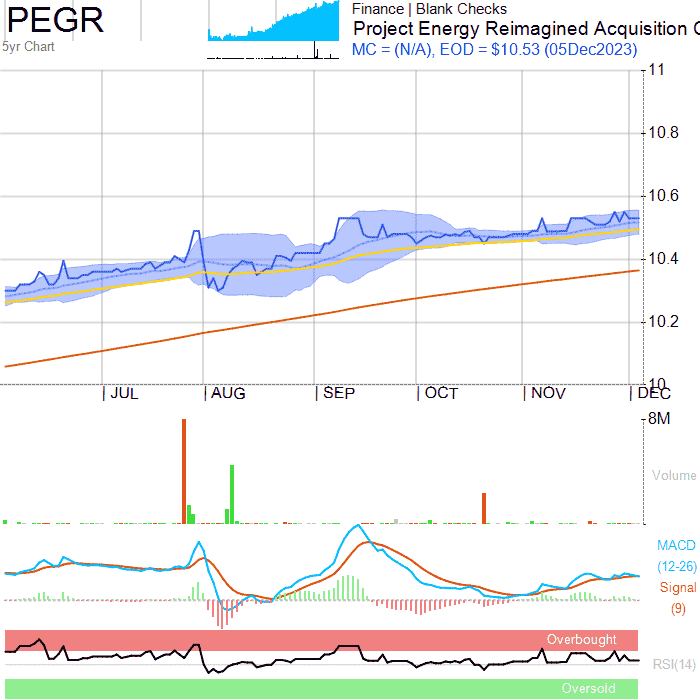 PEGR
5yr Chart
Finance | Blank Checks
Project Energy Reimagined Acquisition C
MC = (N/A), EOD = $10.53 (05Dec2023)
11
10.8
10.6
10.4
10.2
10
JUL AUG SEP OCT NOV DEC
8M
Volume
MACD
(12-26)
Signal
(9)
Overbought
RSI(14)
Oversold